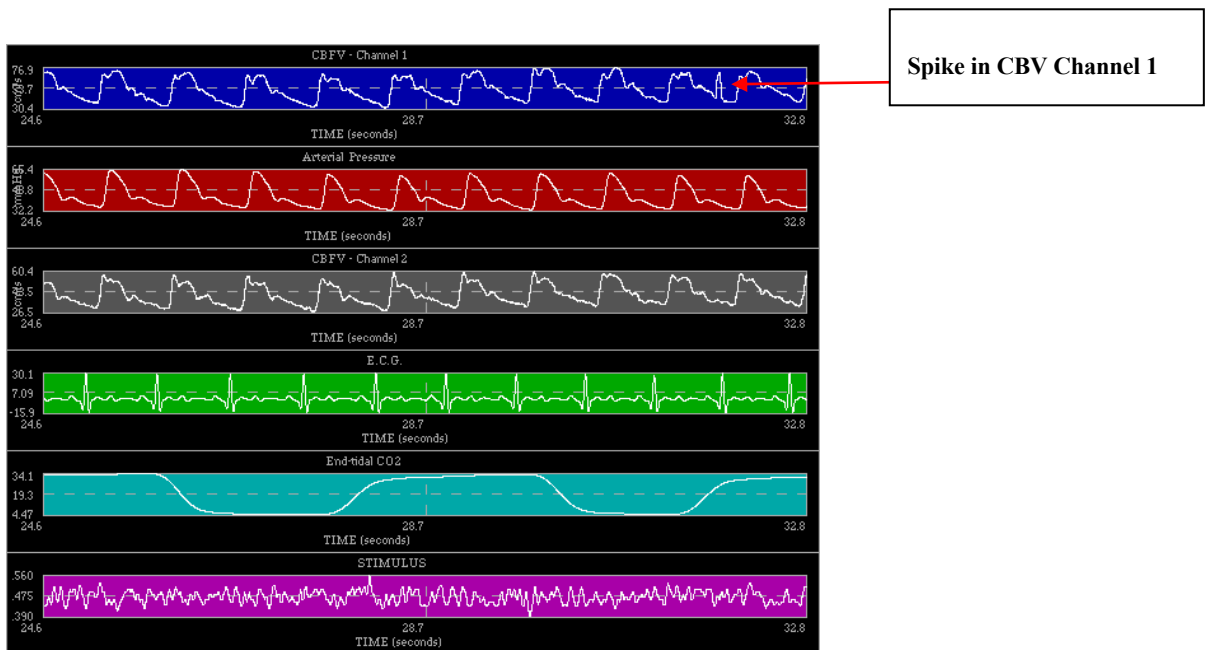 Spike in CBV Channel 1
CBFV - Channel 1
76.9
30.4
24.6 28.7 32.8
TIME (seconds)
Arterial Pressure
32.2
24.6 28.7 32.8
TIME (seconds)
CBFV - Channel 2
60.4
26.5
24.6 28.7 32.8
TIME (seconds)
E.C.G.
30.1
7.09
-15.9
24.6 28.7 32.8
TIME (seconds)
End-tidal CO2
34.1
19.3
4.47
24.6 28.7 32.8
TIME (seconds)
STIMULUS
.560
.475
.390
24.6 28.7 32.8
TIME (seconds)